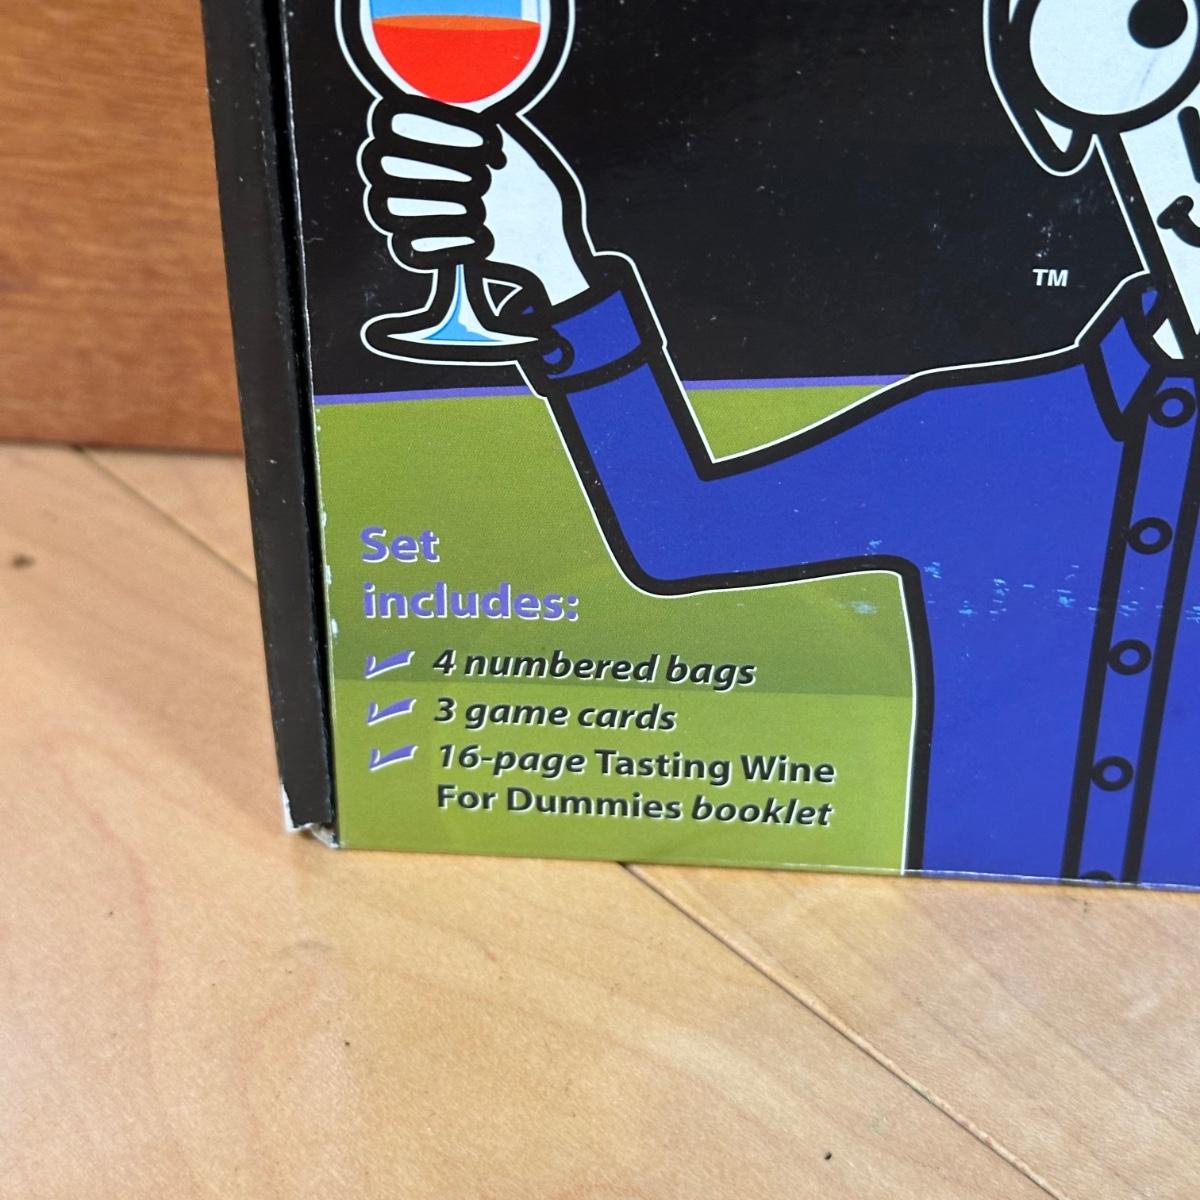 TM
Set
includes:
4 numbered bags
3 game cards
16-page Tasting Wine
For Dummies booklet